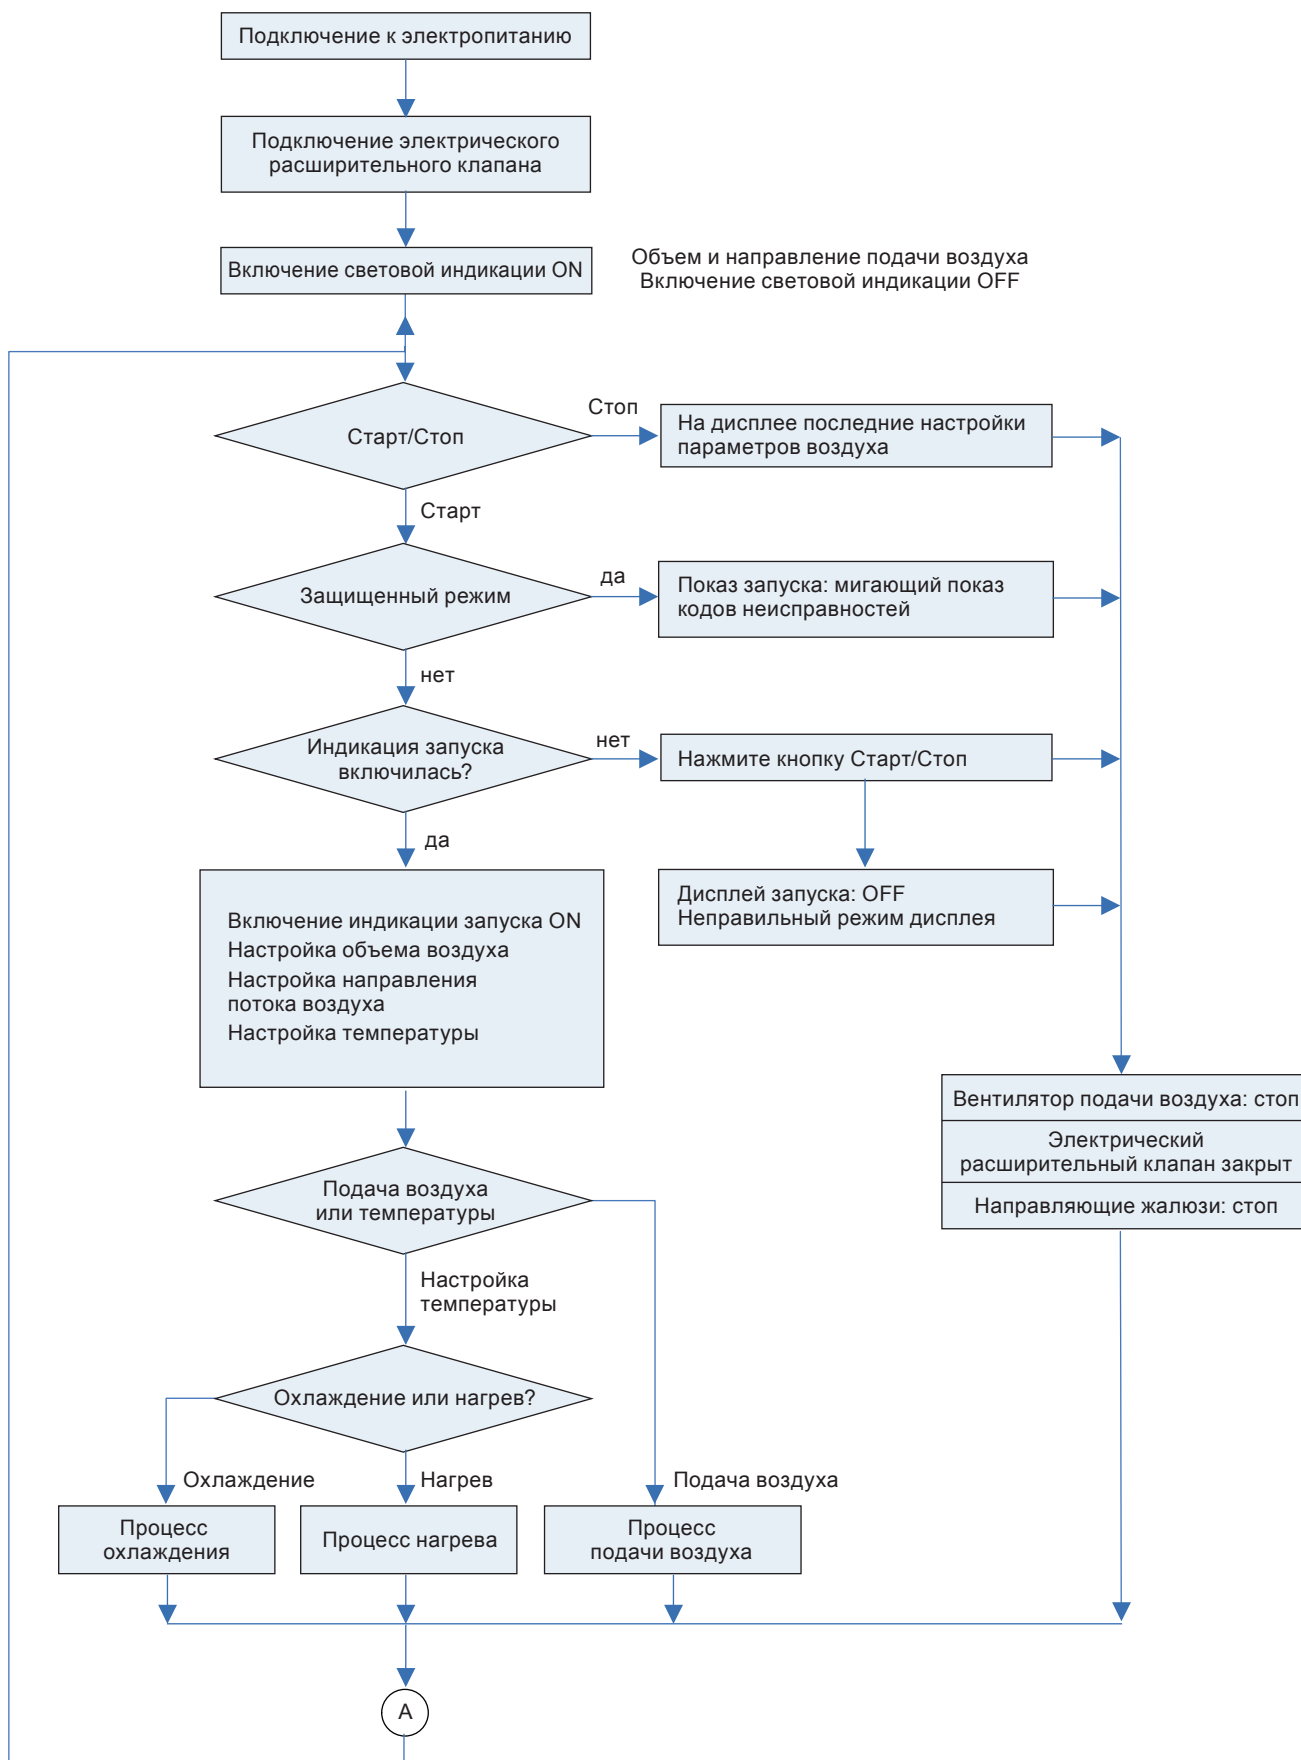 Подключение к электропитанию
Подключение электрического
расширительного клапана
Включение световой индикации ON
Объем и направление подачи воздуха
Включение световой индикации OFF
Старт/Стоп
Стоп
На дисплее последние настройки
параметров воздуха
Старт
Защищенный режим
да
Показ запуска: мигающий показ
кодов неисправностей
нет
Индикация запуска
включилась?
нет
Нажмите кнопку Старт/Стоп
да
Дисплей запуска: OFF
Неправильный режим дисплея
Включение индикации запуска ON
Настройка объема воздуха
Настройка направления
потока воздуха
Настройка температуры
Вентилятор подачи воздуха: стоп
Электрический
расширительный клапан закрыт
Направляющие жалюзи: стоп
Подача воздуха
или температуры
Настройка
температуры
Охлаждение или нагрев?
Охлаждение
Нагрев
Подача воздуха
Процесс
охлаждения
Процесс нагрева
Процесс
подачи воздуха
A